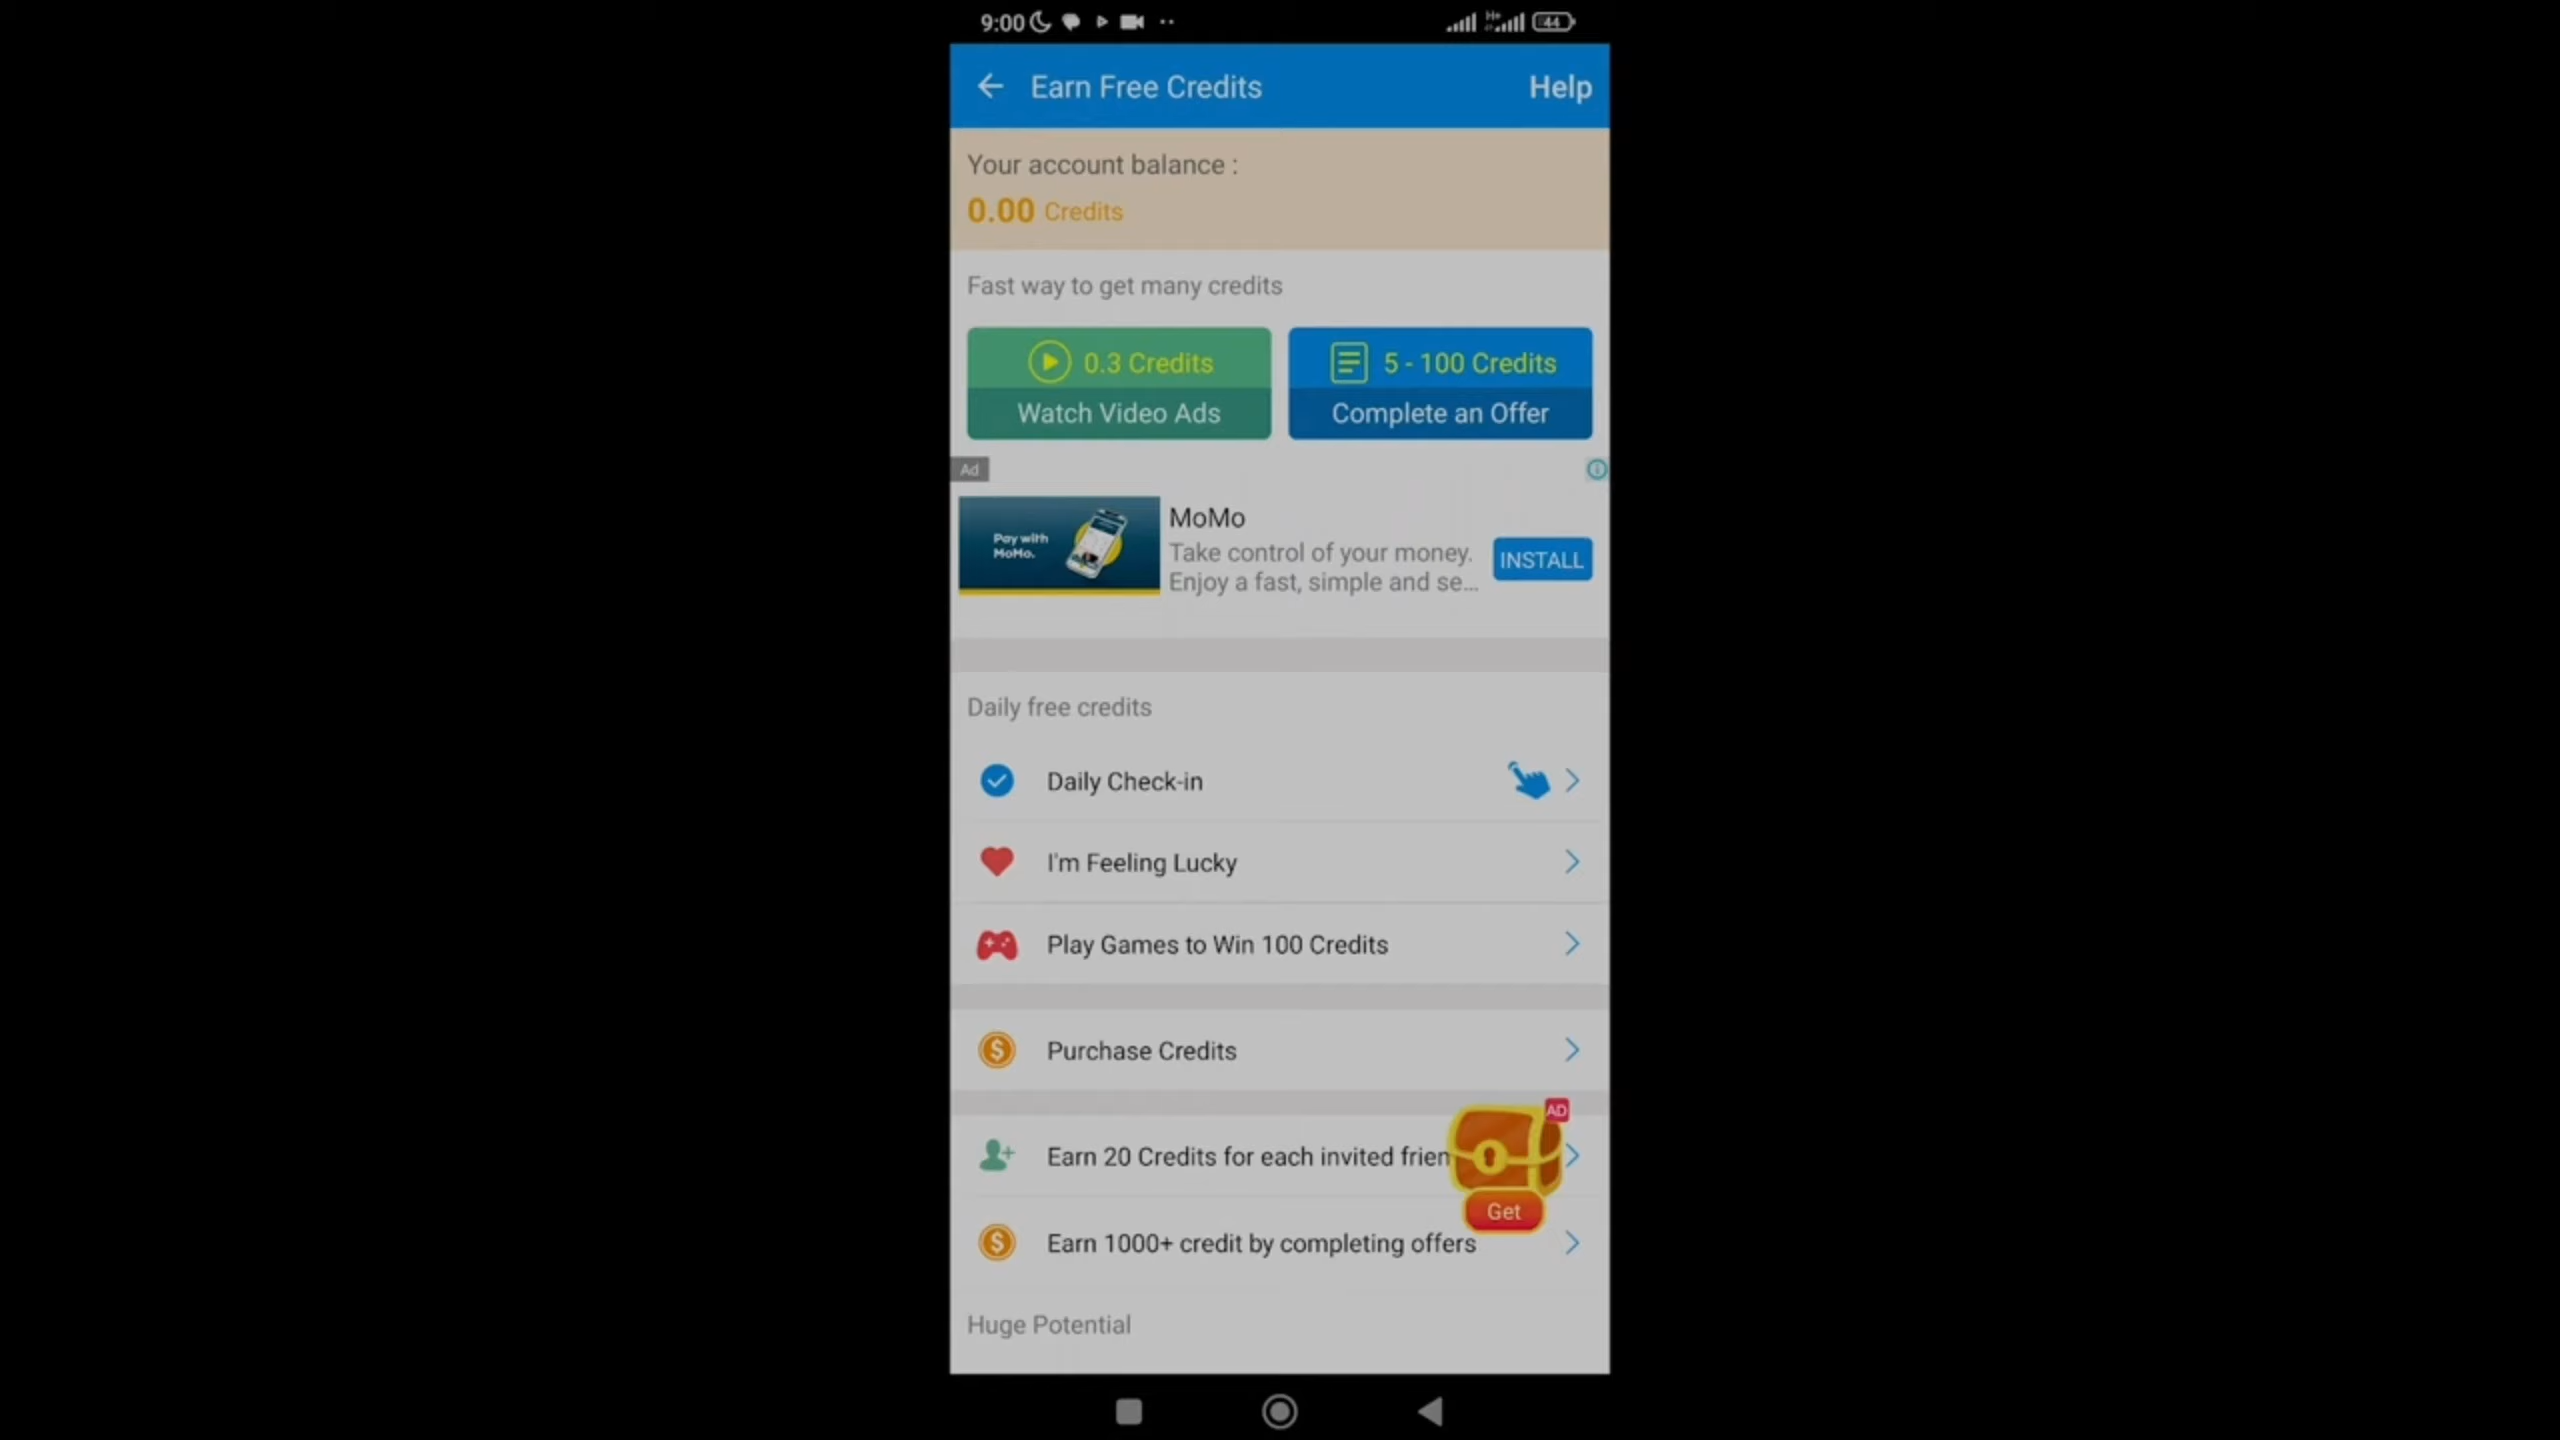 9:00
H+
44
Earn Free Credits
Help
Your account balance :
0.00 Credits
Fast way to get many credits
0.3 Credits
Watch Video Ads
5 - 100 Credits
Complete an Offer
Ad
Pay with
MoMo.
MoMo
Take control of your money.
Enjoy a fast, simple and se...
INSTALL
Daily free credits
Daily Check-in
I'm Feeling Lucky
Play Games to Win 100 Credits
Purchase Credits
AD
Earn 20 Credits for each invited frien
Get
Earn 1000+ credit by completing offers
Huge Potential